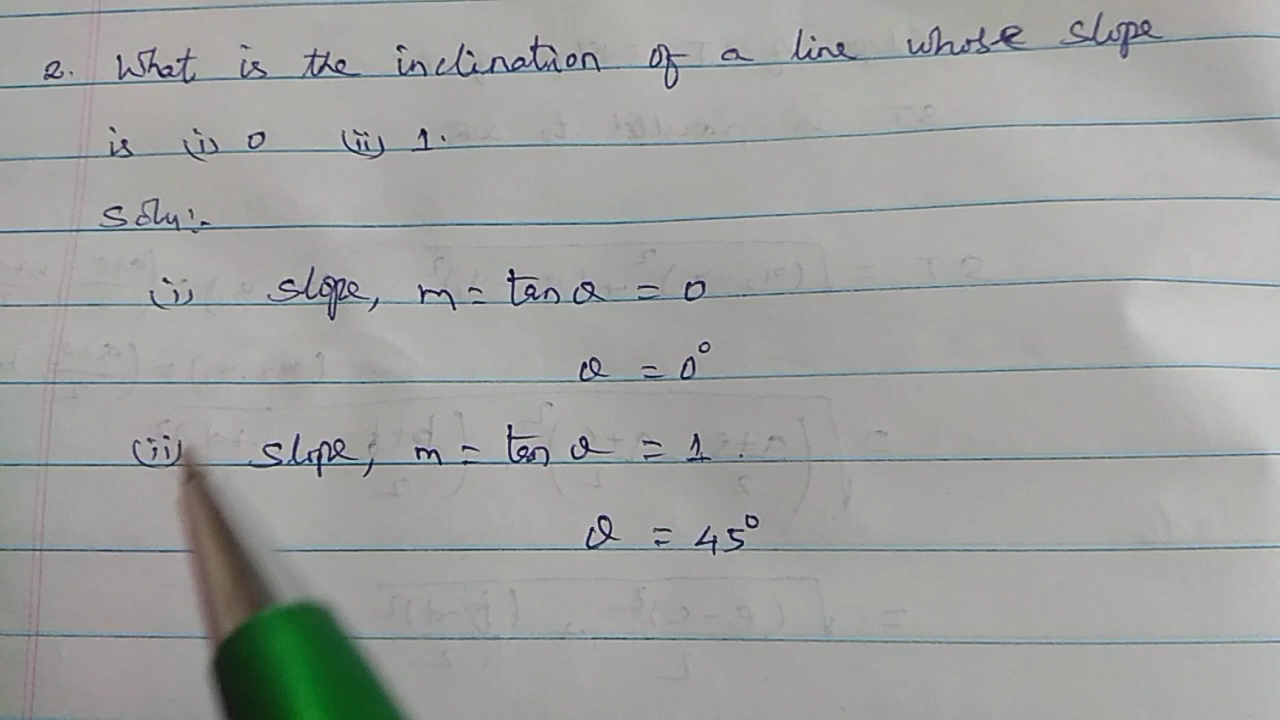 2. What is the inclination of a line whose slope
is (i) 0 (ii) 1.
Soln:-
(i) slope, m = tan θ = 0
θ = 0°
(ii) slope, m = tan θ = 1.
θ = 45°